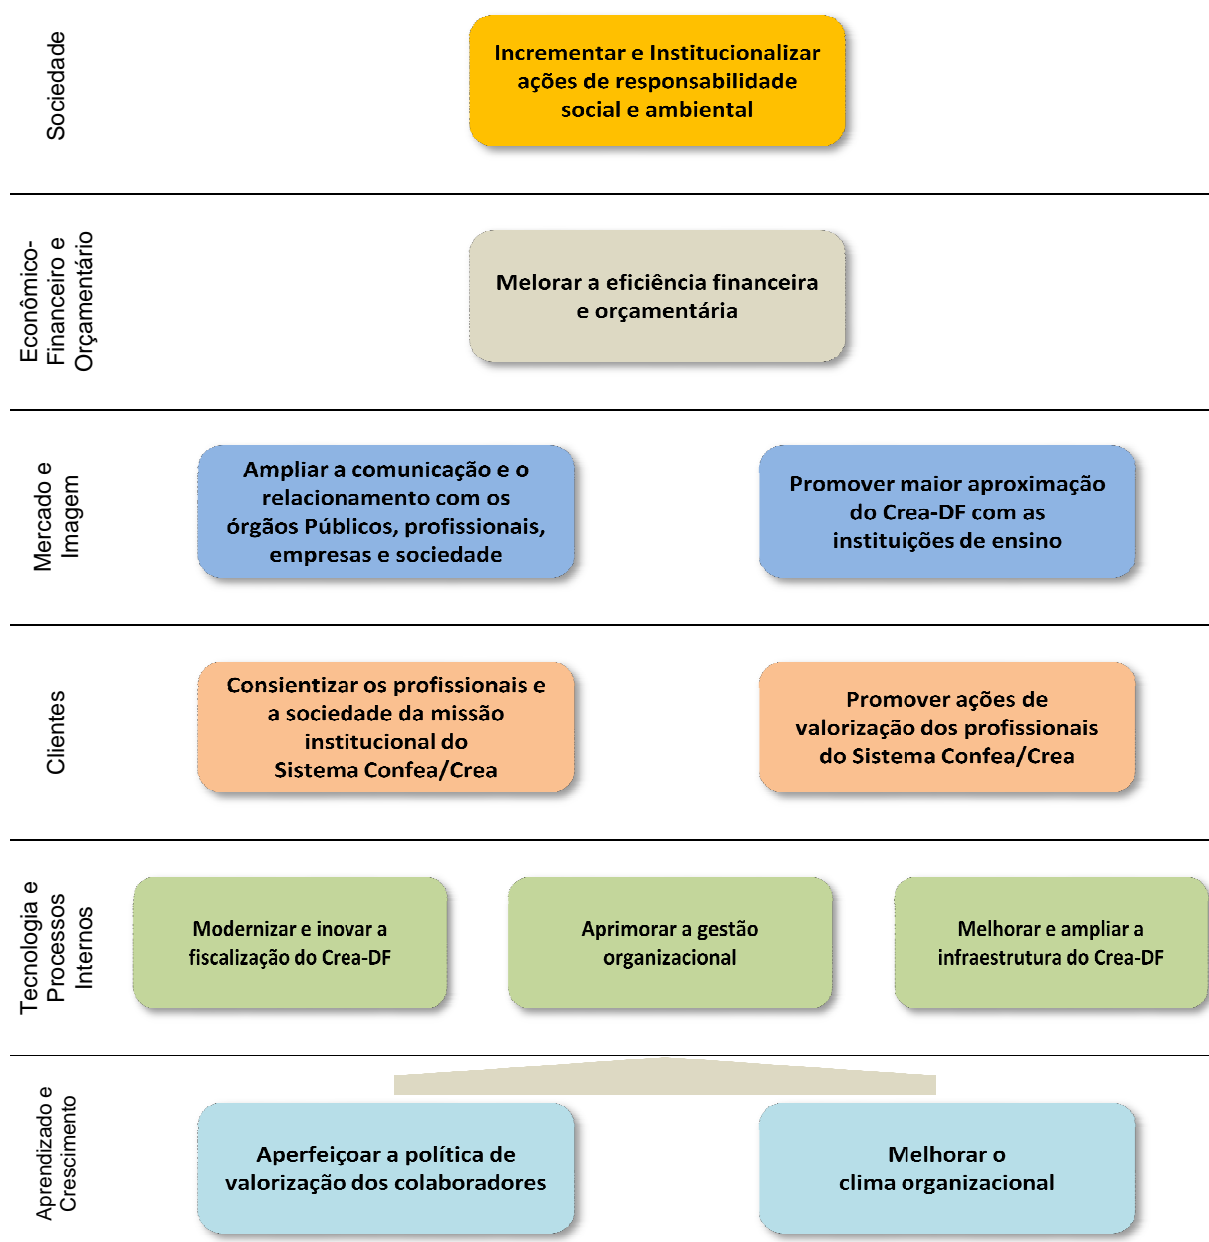 Sociedade
Incrementar e Institucionalizar
ações de responsabilidade
social e ambiental
Econômico-
Financeiro e
Orçamentário
Melorar a eficiência financeira
e orçamentária
Mercado e
Imagem
Ampliar a comunicação e o
relacionamento com os
órgãos Públicos, profissionais,
empresas e sociedade
Promover maior aproximação
do Crea-DF com as
instituições de ensino
Clientes
Consientizar os profissionais e
a sociedade da missão
institucional do
Sistema Confea/Crea
Promover ações de
valorização dos profissionais
do Sistema Confea/Crea
Tecnologia e
Processos
Internos
Modernizar e inovar a
fiscalização do Crea-DF
Aprimorar a gestão
organizacional
Melhorar e ampliar a
infraestrutura do Crea-DF
Aprendizado e
Crescimento
Aperfeiçoar a política de
valorização dos colaboradores
Melhorar o
clima organizacional